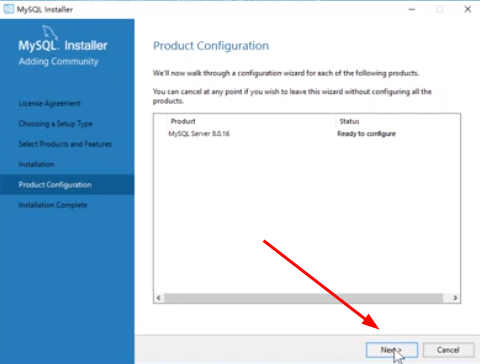 MySQL Installer
MySQL. Installer
Adding Community
License Agreement
Choosing a Setup Type
Select Products and Features
Installation
Product Configuration
Installation Complete
Product Configuration
We'll now walk through a configuration wizard for each of the following products.
You can cancel at any point if you wish to leave this wizard without configuring all the
products.
Product Status
MySQL Server 8.0.16 Ready to configure
Next > Cancel